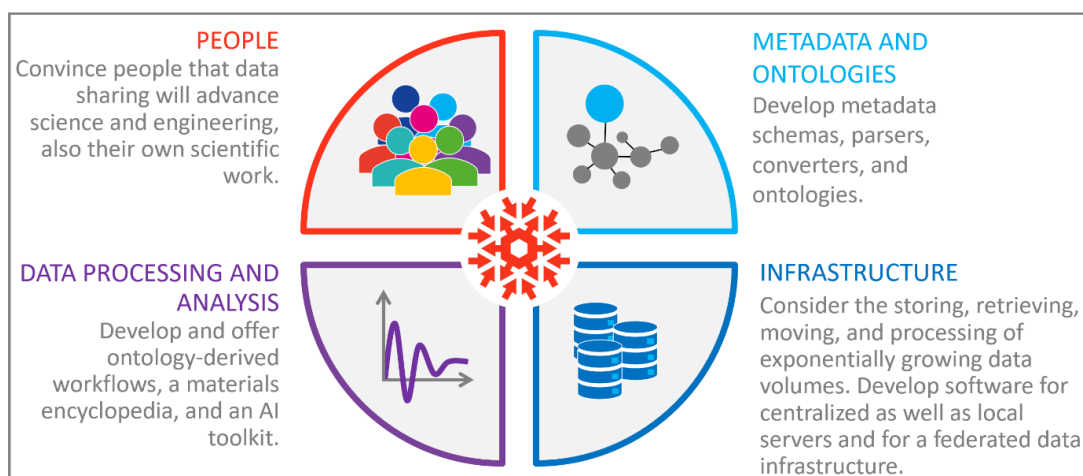 PEOPLE
Convince people that data
sharing will advance
science and engineering,
also their own scientific
work.
METADATA AND
ONTOLOGIES
Develop metadata
schemas, parsers,
converters, and
ontologies.
DATA PROCESSING AND
ANALYSIS
Develop and offer
ontology-derived
workflows, a materials
encyclopedia, and an AI
toolkit.
INFRASTRUCTURE
Consider the storing, retrieving,
moving, and processing of
exponentially growing data
volumes. Develop software for
centralized as well as local
servers and for a federated data
infrastructure.